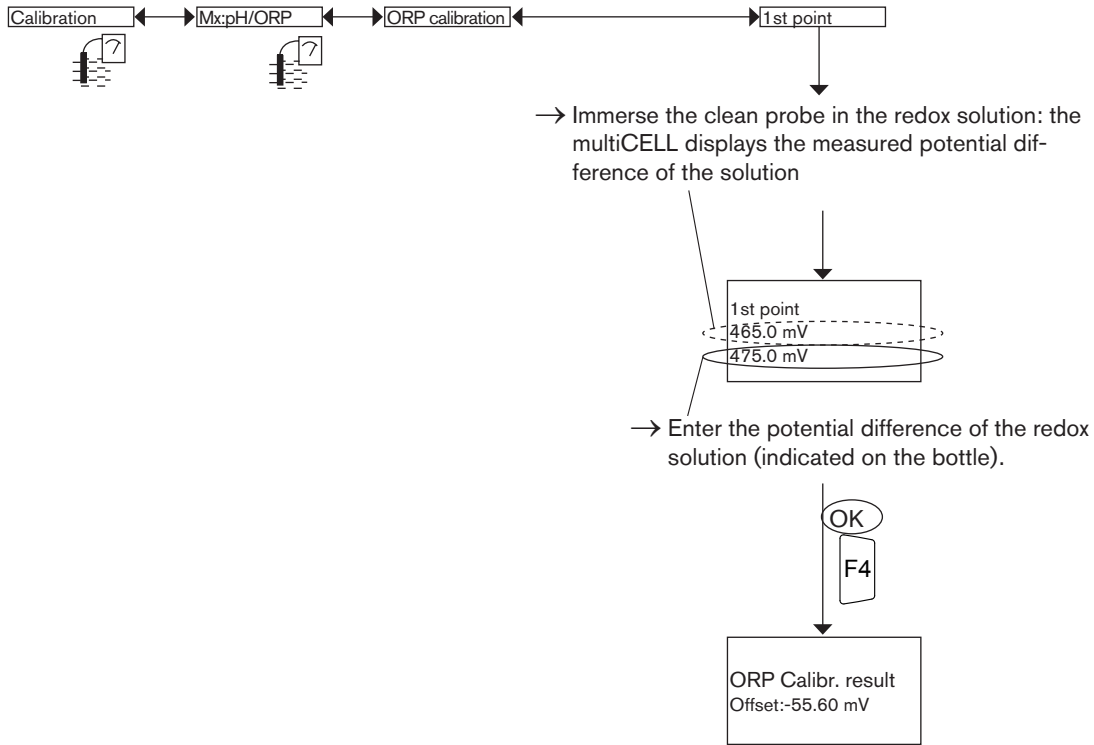 Calibration
Mx:pH/ORP
ORP calibration
1st point
→ Immerse the clean probe in the redox solution: the
multiCELL displays the measured potential dif-
ference of the solution
1st point
465.0 mV
475.0 mV
→ Enter the potential difference of the redox
solution (indicated on the bottle).
OK
F4
ORP Calibr. result
Offset:-55.60 mV